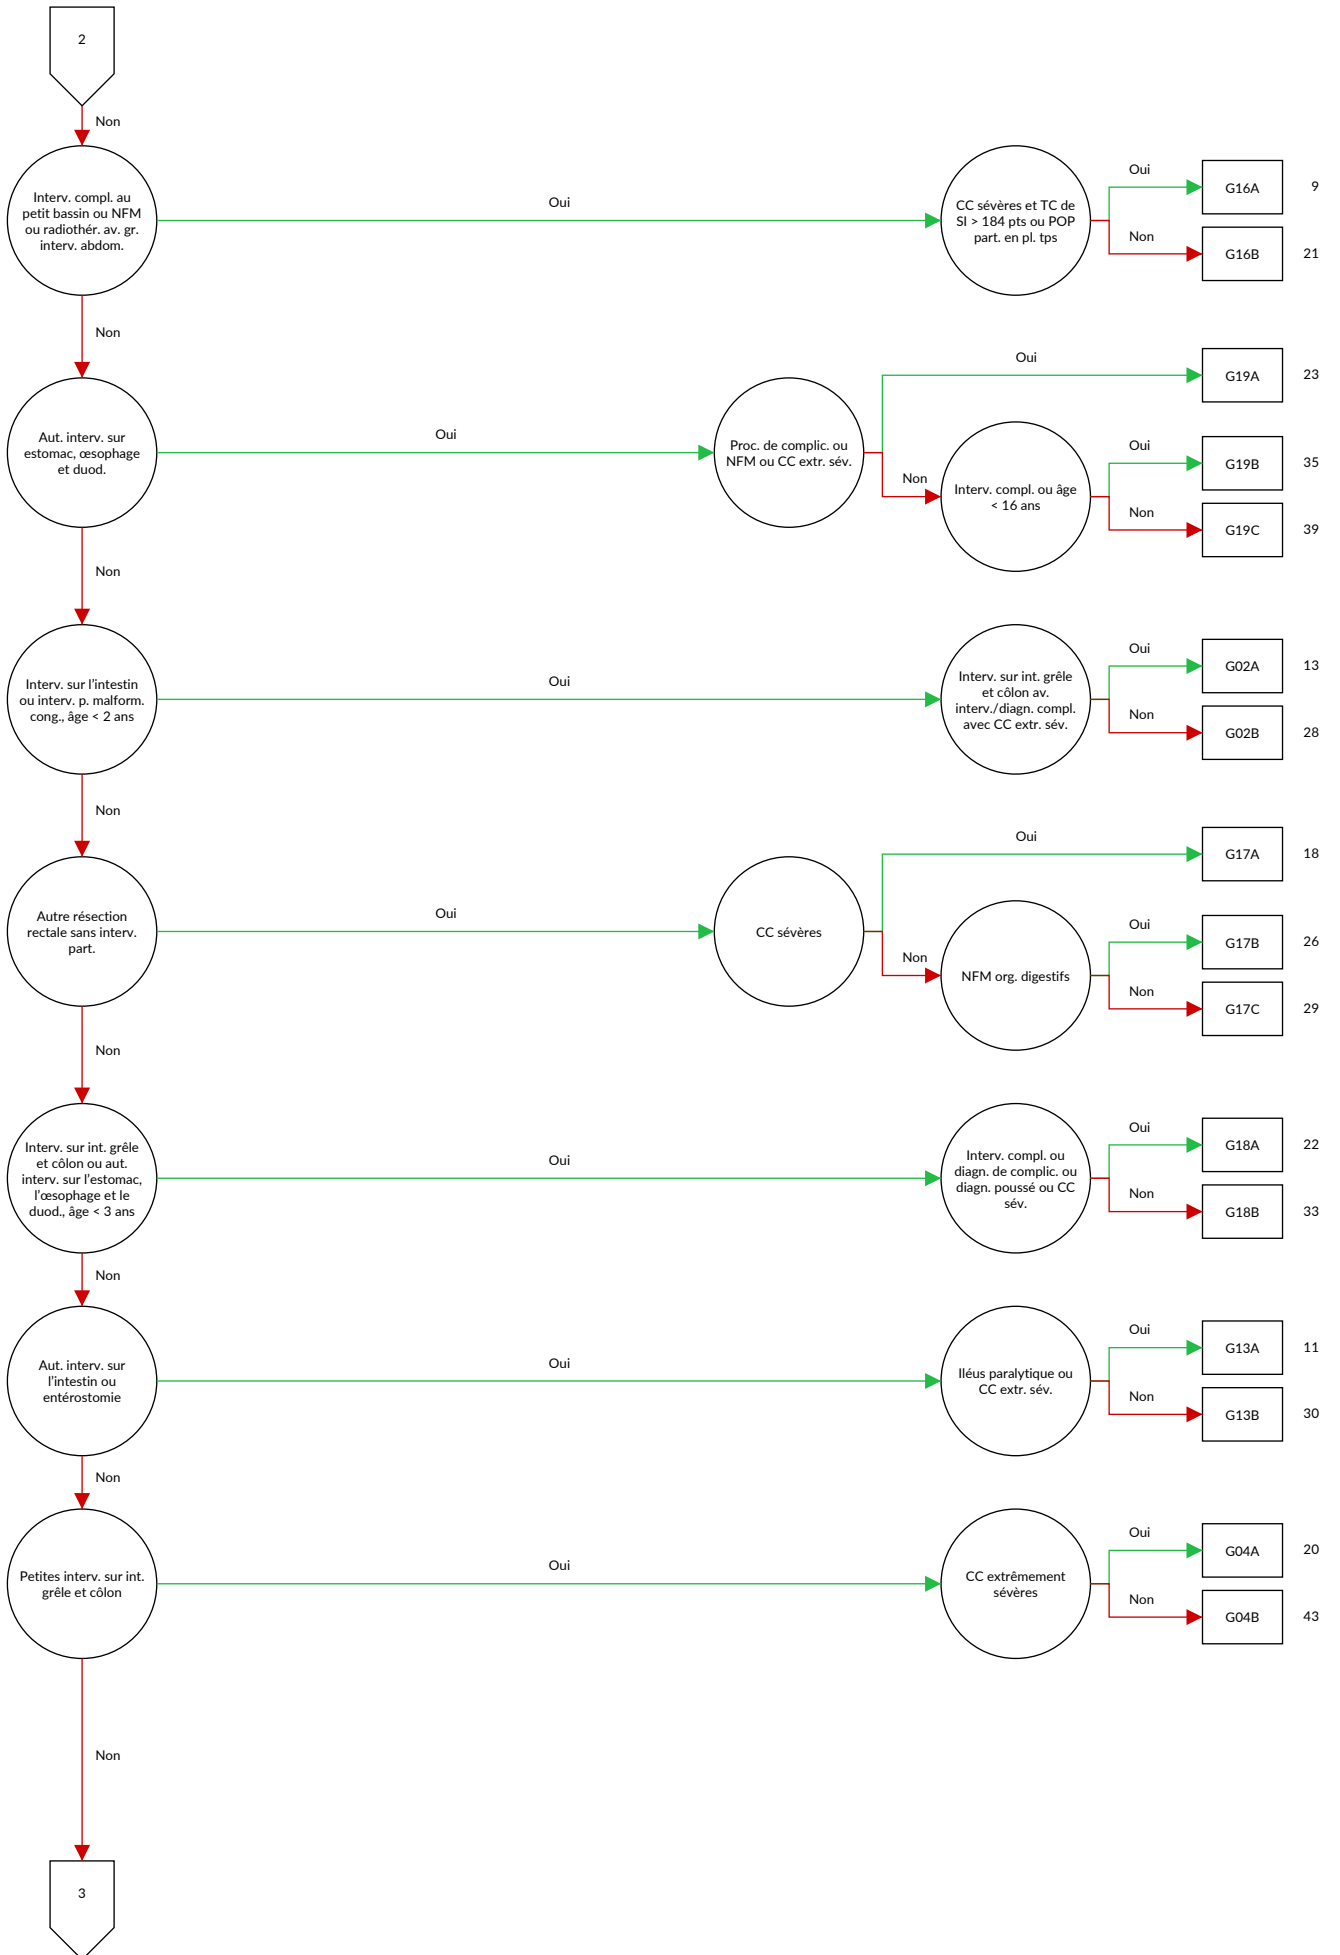 2
Non
Interv. compl. au
petit bassin ou NFM
ou radiothér. av. gr.
interv. abdom.
Oui
CC sévères et TC de
SI > 184 pts ou POP
part. en pl. tps
Oui
G16A
9
Non
G16B
21
Non
Aut. interv. sur
estomac, œsophage
et duod.
Oui
Proc. de complic. ou
NFM ou CC extr. sév.
Oui
G19A
23
Non
Interv. compl. ou âge
< 16 ans
Oui
G19B
35
Non
G19C
39
Non
Interv. sur l'intestin
ou interv. p. malform.
cong., âge < 2 ans
Oui
Interv. sur int. grêle
et côlon av.
interv./diagn. compl.
avec CC extr. sév.
Oui
G02A
13
Non
G02B
28
Non
Autre résection
rectale sans interv.
part.
Oui
CC sévères
Oui
G17A
18
Non
NFM org. digestifs
Oui
G17B
26
Non
G17C
29
Non
Interv. sur int. grêle
et côlon ou aut.
interv. sur l'estomac,
l'œsophage et le
duod., âge < 3 ans
Oui
Interv. compl. ou
diagn. de complic. ou
diagn. poussé ou CC
sév.
Oui
G18A
22
Non
G18B
33
Non
Aut. interv. sur
l'intestin ou
entérostomie
Oui
Iléus paralytique ou
CC extr. sév.
Oui
G13A
11
Non
G13B
30
Non
Petites interv. sur int.
grêle et côlon
Oui
CC extrêmement
sévères
Oui
G04A
20
Non
G04B
43
Non
3